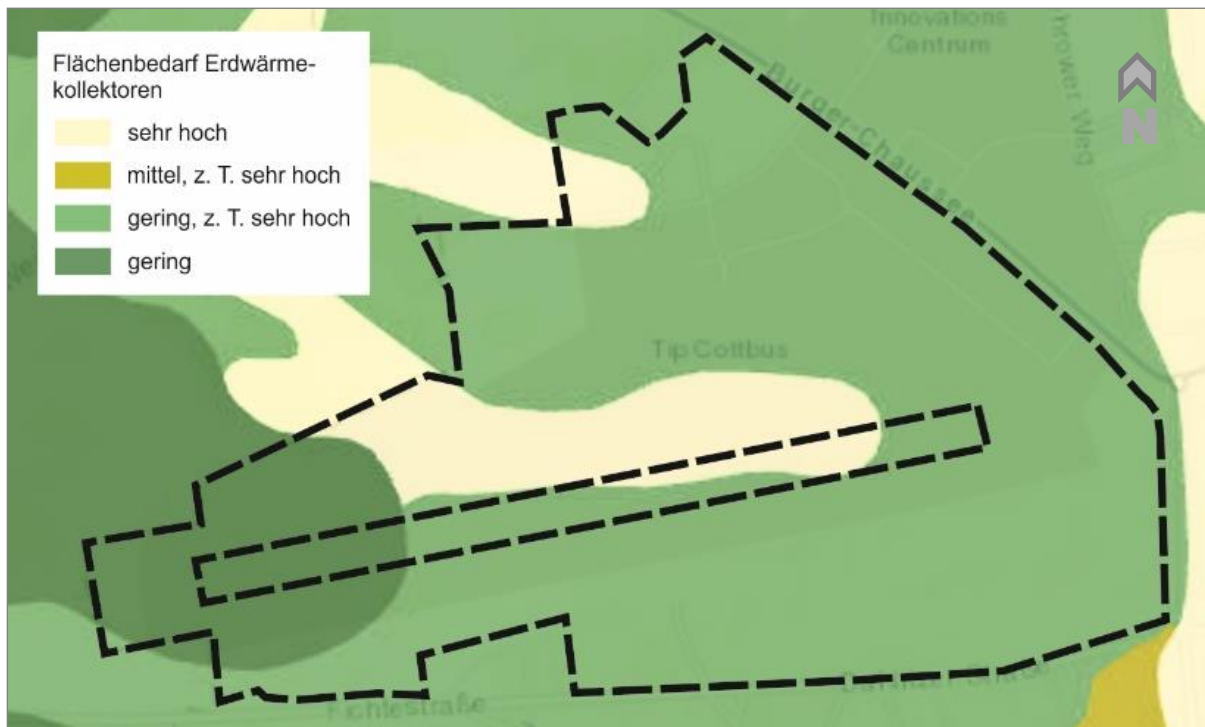 Flächenbedarf Erdwärme-
kollektoren
sehr hoch
mittel, z. T. sehr hoch
gering, z. T. sehr hoch
gering
Innovations
Centrum
Burger-Chaussee
Weg
N
Tip Cottbus
Fichtestraße